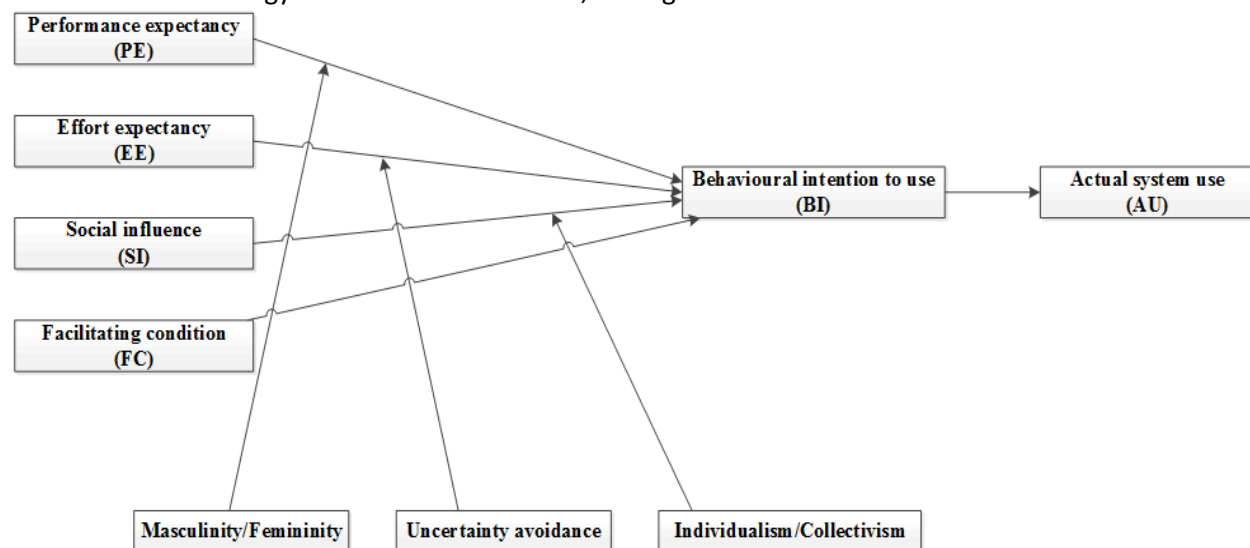 Performance expectancy
(PE)
Effort expectancy
(EE)
Social influence
(SI)
Facilitating condition
(FC)
Behavioural intention to use
(BI)
Actual system use
(AU)
Masculinity/Femininity
Uncertainty avoidance
Individualism/Collectivism